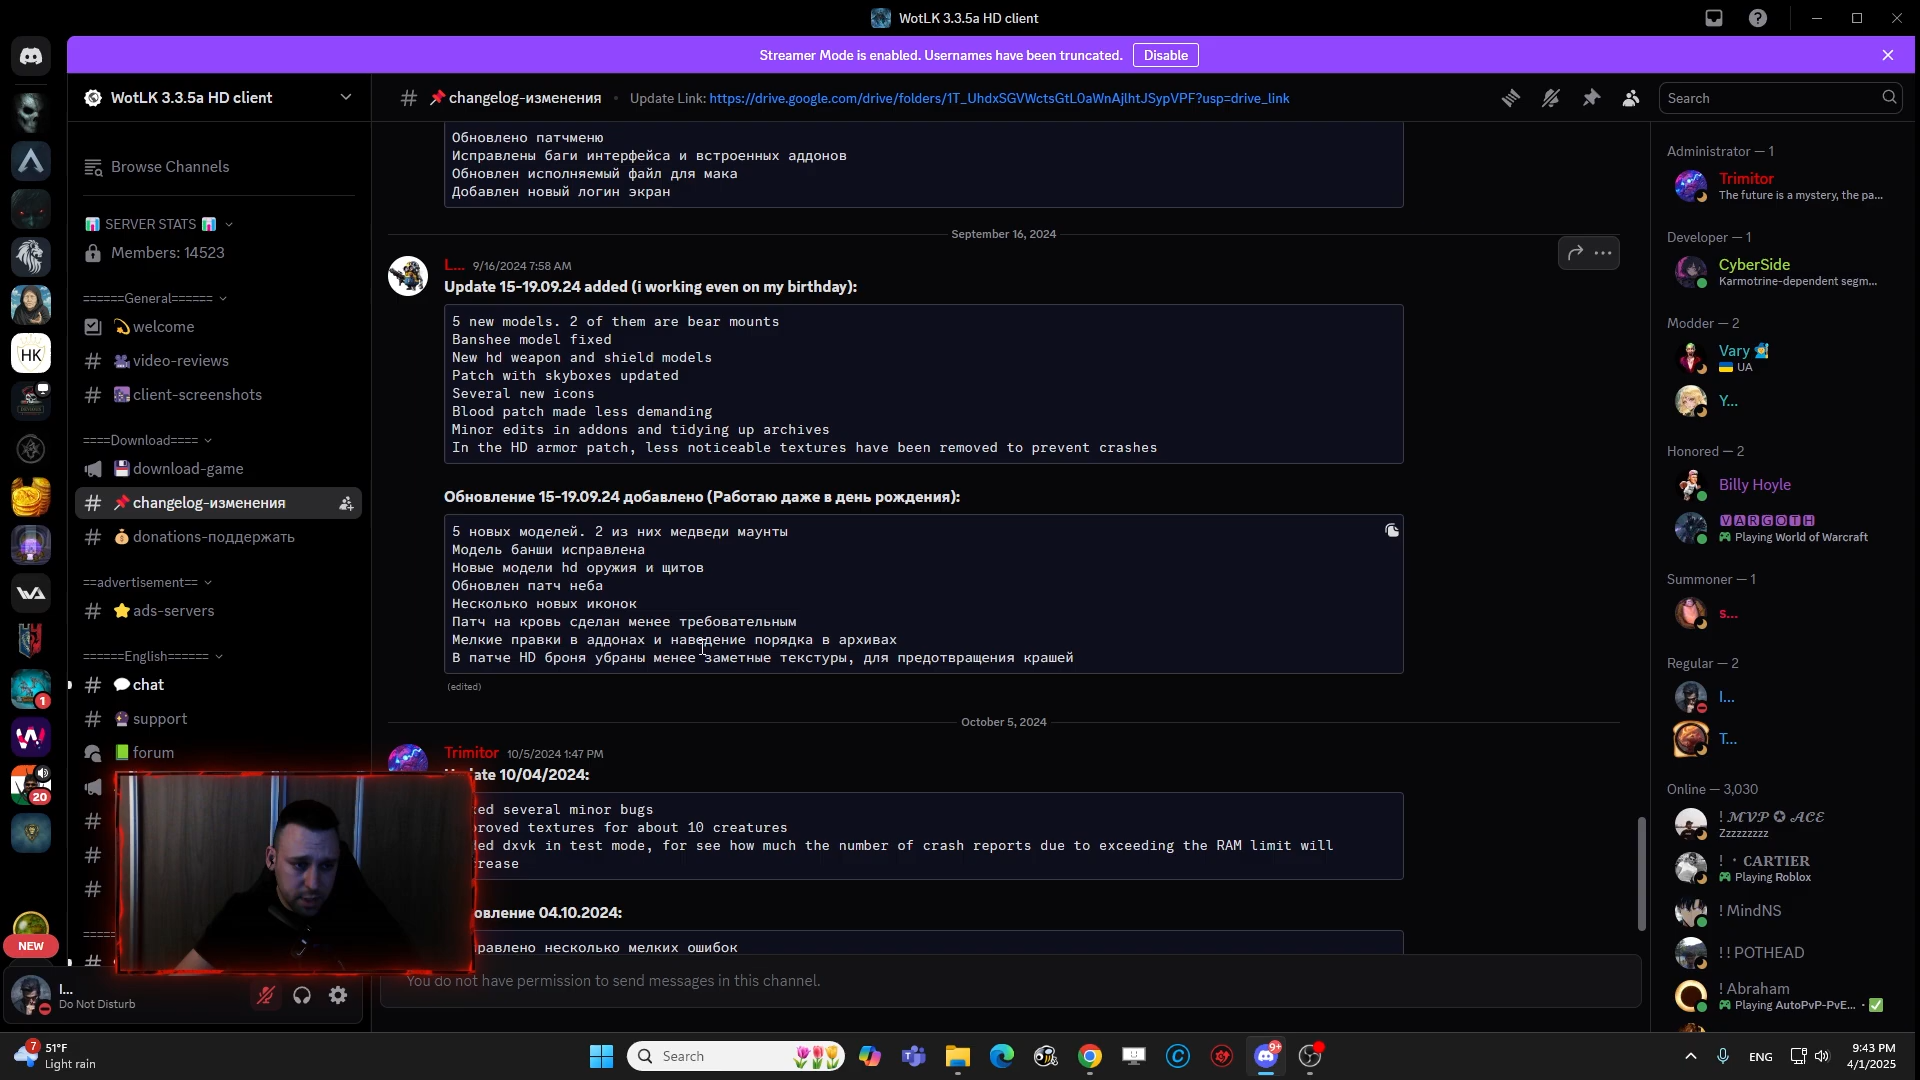 WotLK 3.3.5a HD client
Streamer Mode is enabled. Usernames have been truncated.
Disable
WotLK 3.3.5a HD client
changelog-изменения
Update Link: https://drive.google.com/drive/folders/1T_UhdxSGVWctsGtL0aWnAjlhtJSypVPF?usp=drive_link
Search
Browse Channels
SERVER STATS
Members: 14523
======General======
welcome
video-reviews
client-screenshots
====Download====
download-game
changelog-изменения
donations-поддержать
==advertisement==
ads-servers
======English======
chat
support
forum
HK
WA
1
20
NEW
I...
Do Not Disturb
Обновлено патчменю
Исправлены баги интерфейса и встроенных аддонов
Обновлен исполняемый файл для мака
Добавлен новый логин экран
September 16, 2024
L... 9/16/2024 7:58 AM
Update 15-19.09.24 added (i working even on my birthday):
5 new models. 2 of them are bear mounts
Banshee model fixed
New hd weapon and shield models
Patch with skyboxes updated
Several new icons
Blood patch made less demanding
Minor edits in addons and tidying up archives
In the HD armor patch, less noticeable textures have been removed to prevent crashes
Обновление 15-19.09.24 добавлено (Работаю даже в день рождения):
5 новых моделей. 2 из них медведи маунты
Модель банши исправлена
Новые модели hd оружия и щитов
Обновлен патч неба
Несколько новых иконок
Патч на кровь сделан менее требовательным
Мелкие правки в аддонах и наведение порядка в архивах
В патче HD броня убраны менее заметные текстуры, для предотвращения крашей
(edited)
October 5, 2024
Trimitor 10/5/2024 1:47 PM
ate 10/04/2024:
ed several minor bugs
roved textures for about 10 creatures
ed dxvk in test mode, for see how much the number of crash reports due to exceeding the RAM limit will
rease
овление 04.10.2024:
равлено несколько мелких ошибок
You do not have permission to send messages in this channel.
Administrator — 1
Trimitor
The future is a mystery, the pa...
Developer — 1
CyberSide
Karmotrine-dependent segm...
Modder — 2
Vary
UA
Y...
Honored — 2
Billy Hoyle
VARGOTH
Playing World of Warcraft
Summoner — 1
s...
Regular — 2
I...
T...
Online — 3,030
! MVP ✪ ACE
Zzzzzzzzz
! · CARTIER
Playing Roblox
! MindNS
! ! POTHEAD
! Abraham
Playing AutoPvP-PvE... ·
7
51°F
Light rain
Search
9+
ENG
9:43 PM
4/1/2025